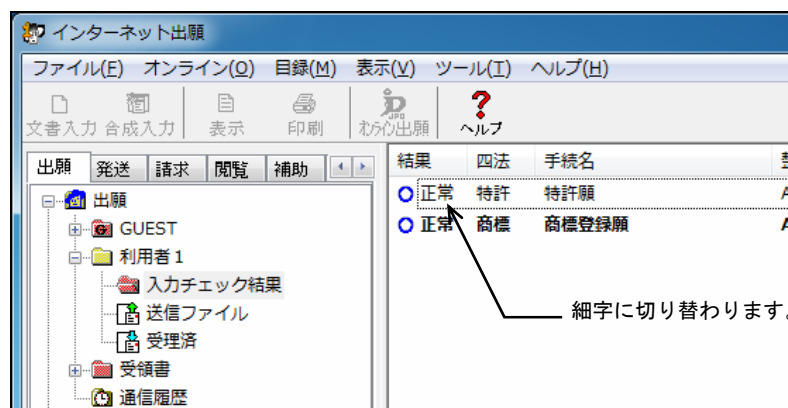 インターネット出願
ファイル(F) オンライン(O) 目録(M) 表示(V) ツール(T) ヘルプ(H)
文書入力 合成入力 表示 印刷 オンライン出願 ヘルプ
出願 発送 請求 閲覧 補助
結果 四法 手続名
正常 特許 特許願
正常 商標 商標登録願
出願
GUEST
利用者1
入力チェック結果
送信ファイル
受理済
受領書
通信履歴
細字に切り替わります。